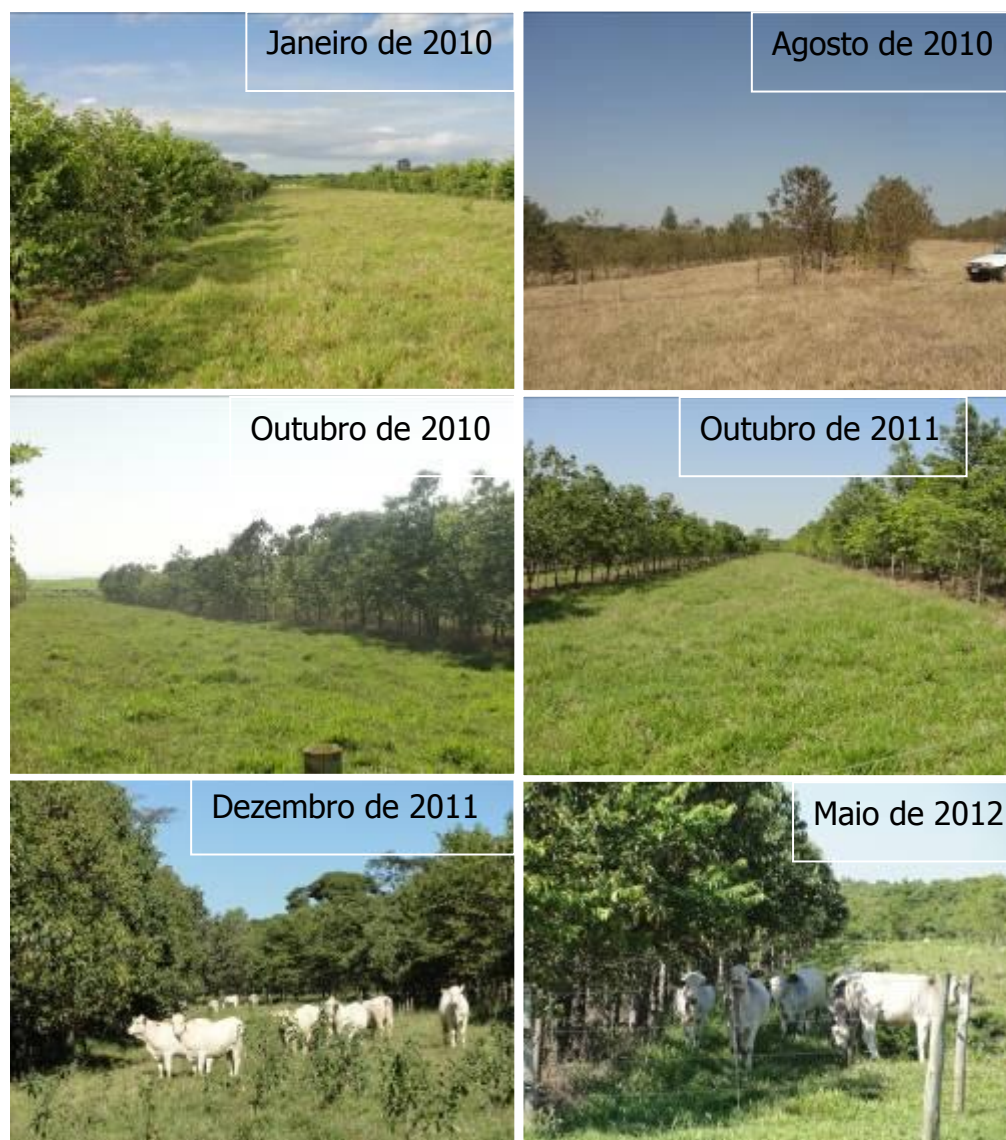 Janeiro de 2010
Agosto de 2010
Outubro de 2010
Outubro de 2011
Dezembro de 2011
Maio de 2012